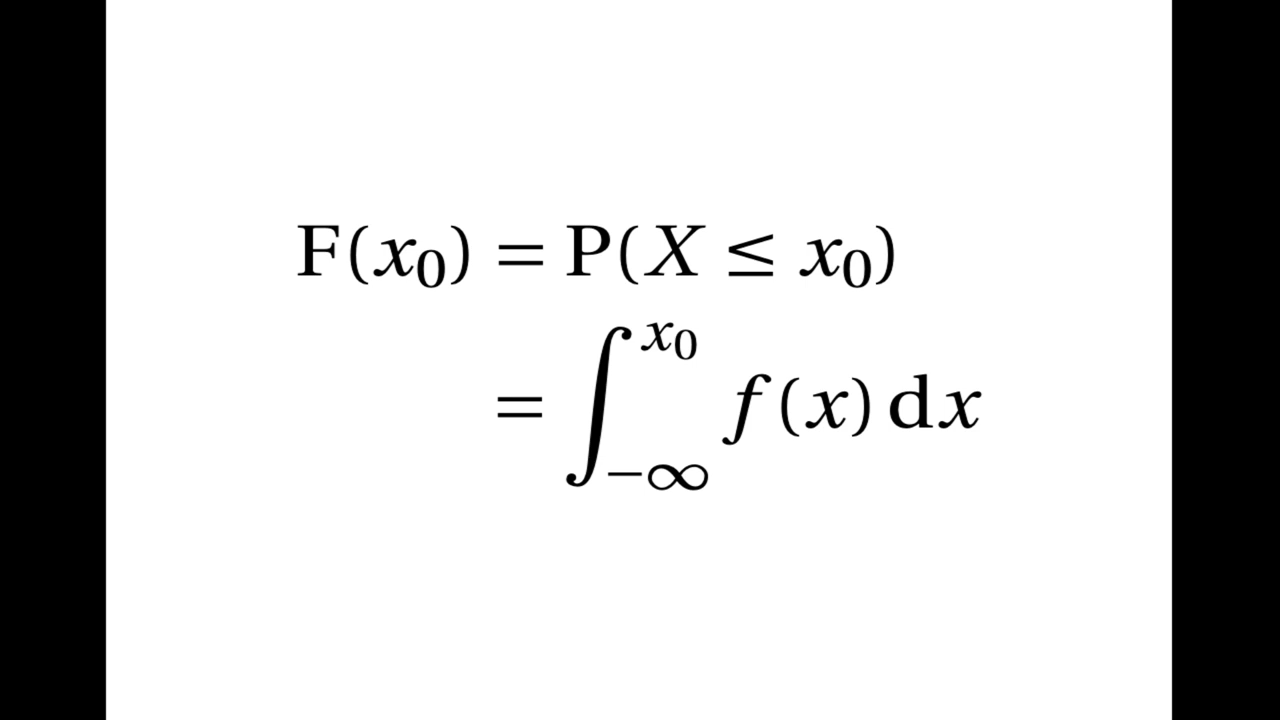 F(x₀) = P(X ≤ x₀)
= ∫_{−∞}^{x₀} f(x) dx